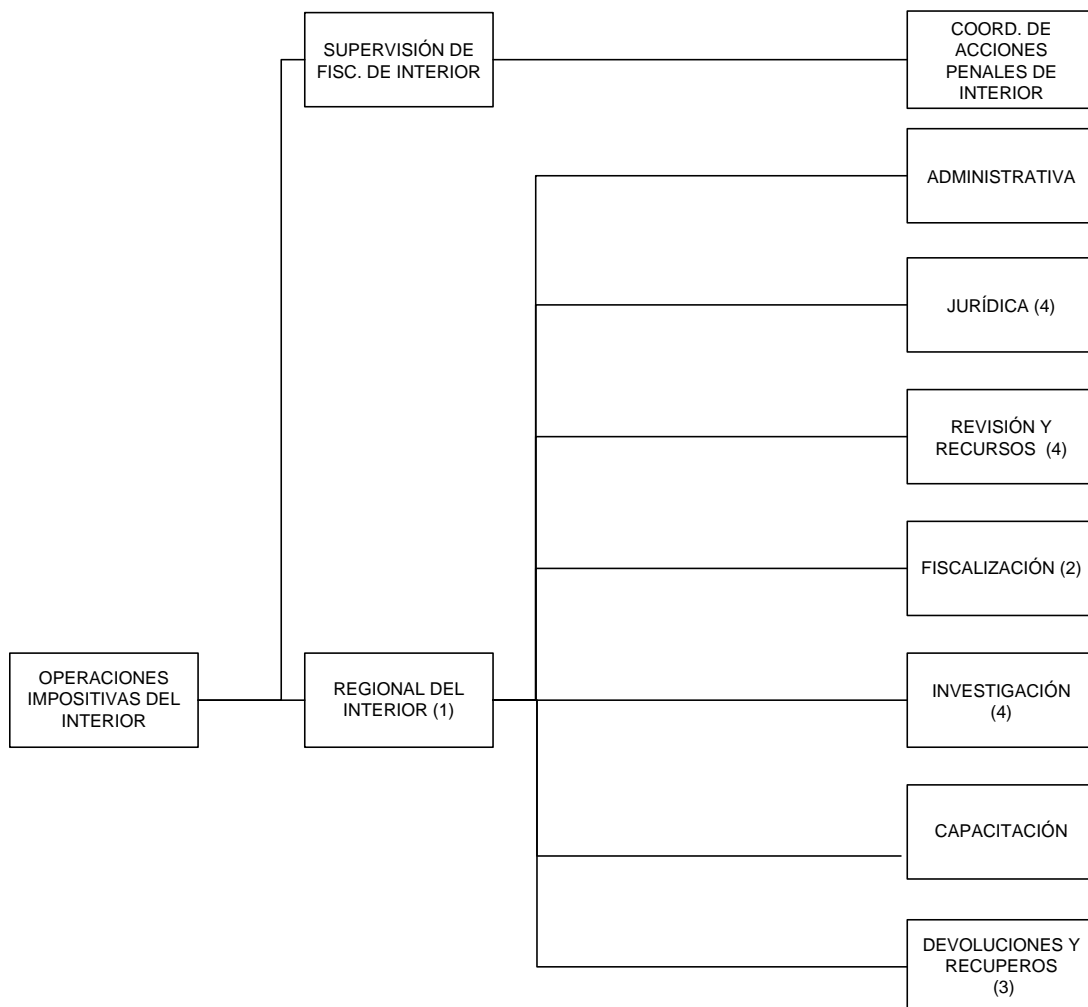 SUPERVISIÓN DE
FISC. DE INTERIOR
COORD. DE
ACCIONES
PENALES DE
INTERIOR
ADMINISTRATIVA
JURÍDICA (4)
REVISIÓN Y
RECURSOS (4)
FISCALIZACIÓN (2)
OPERACIONES
IMPOSITIVAS DEL
INTERIOR
REGIONAL DEL
INTERIOR (1)
INVESTIGACIÓN
(4)
CAPACITACIÓN
DEVOLUCIONES Y
RECUPEROS
(3)